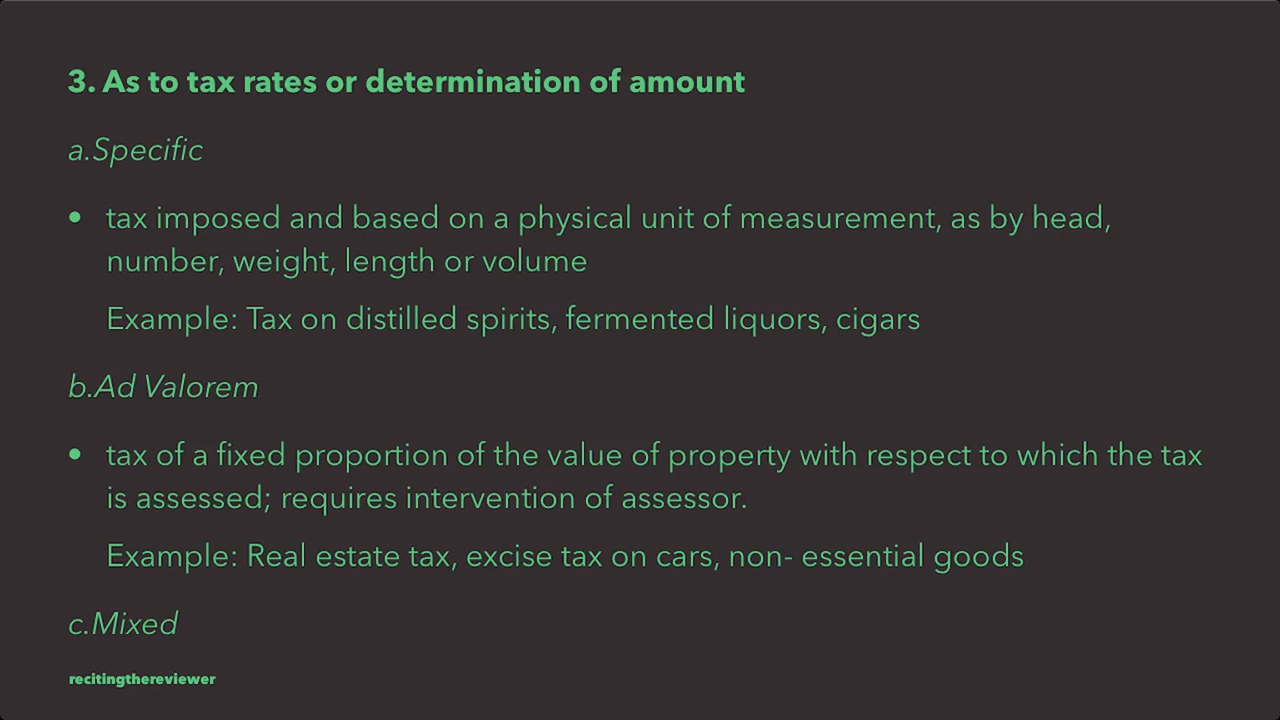 3. As to tax rates or determination of amount
a.Specific
• tax imposed and based on a physical unit of measurement, as by head,
number, weight, length or volume
Example: Tax on distilled spirits, fermented liquors, cigars
b.Ad Valorem
• tax of a fixed proportion of the value of property with respect to which the tax
is assessed; requires intervention of assessor.
Example: Real estate tax, excise tax on cars, non- essential goods
c.Mixed
recitingthereviewer